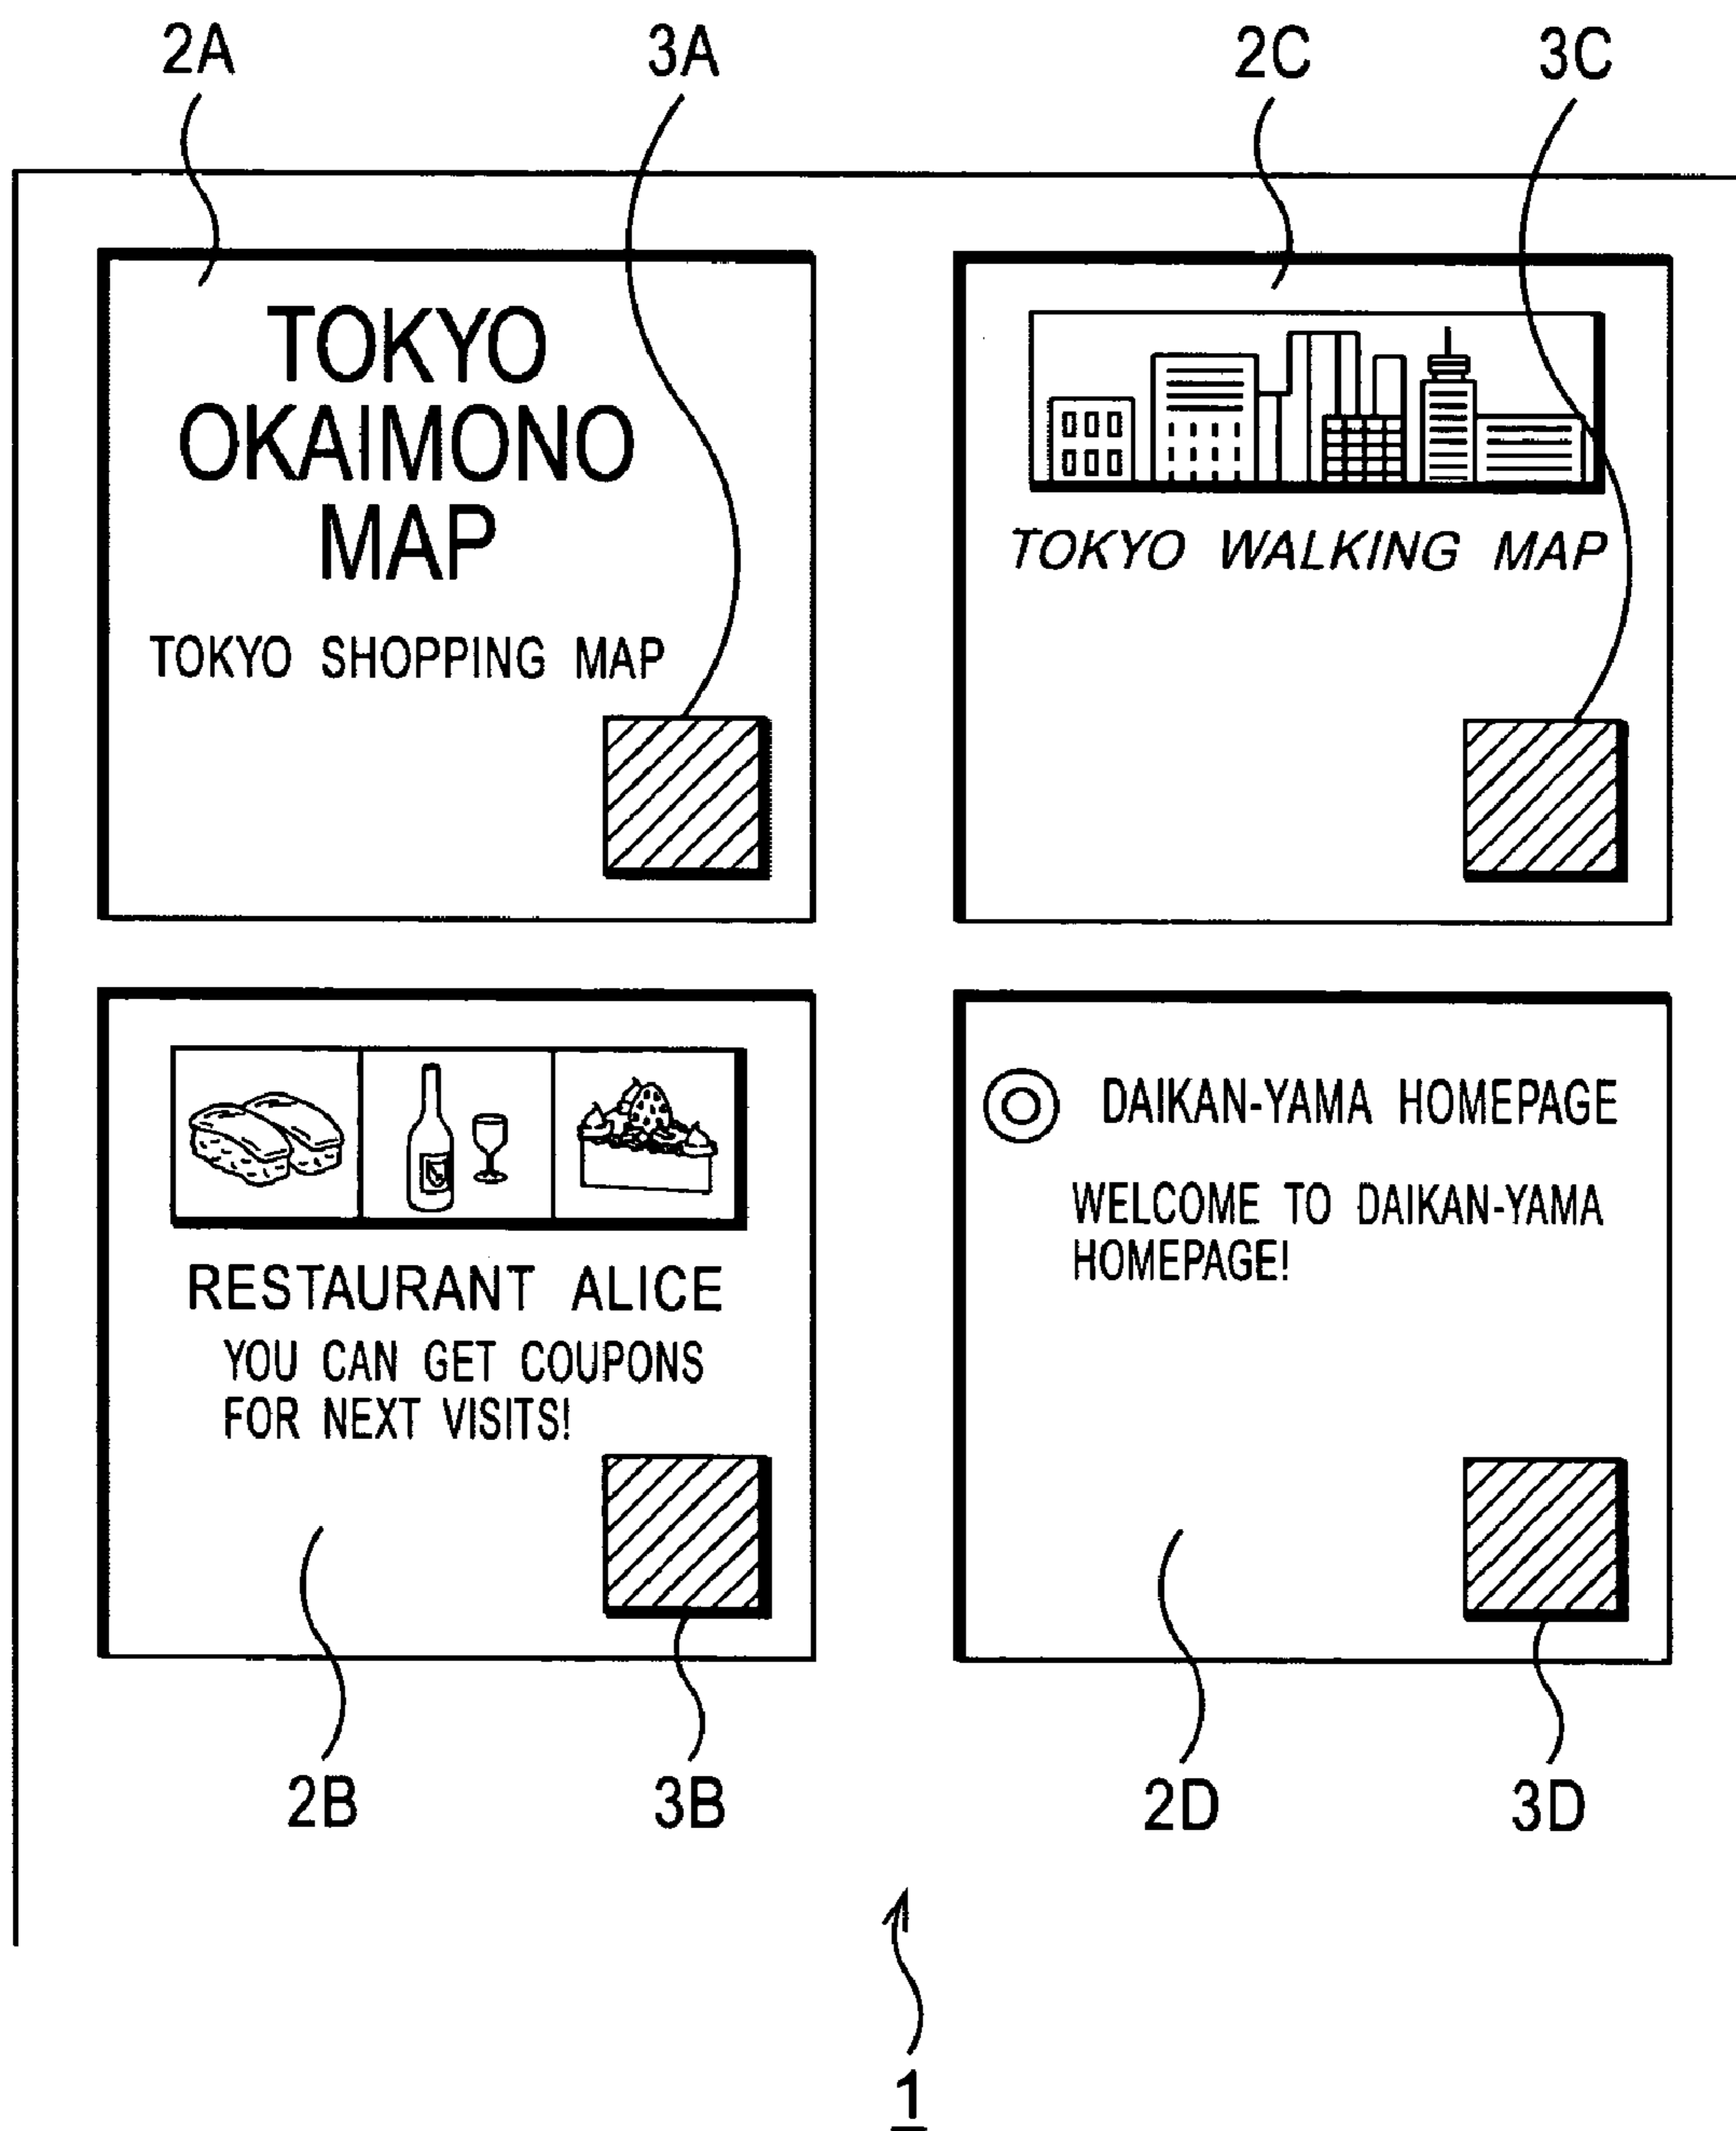 2A
3A
2C
3C
TOKYO
OKAIMONO
MAP
TOKYO SHOPPING MAP
TOKYO WALKING MAP
RESTAURANT ALICE
YOU CAN GET COUPONS
FOR NEXT VISITS!
DAIKAN-YAMA HOMEPAGE
WELCOME TO DAIKAN-YAMA
HOMEPAGE!
2B
3B
2D
3D
1